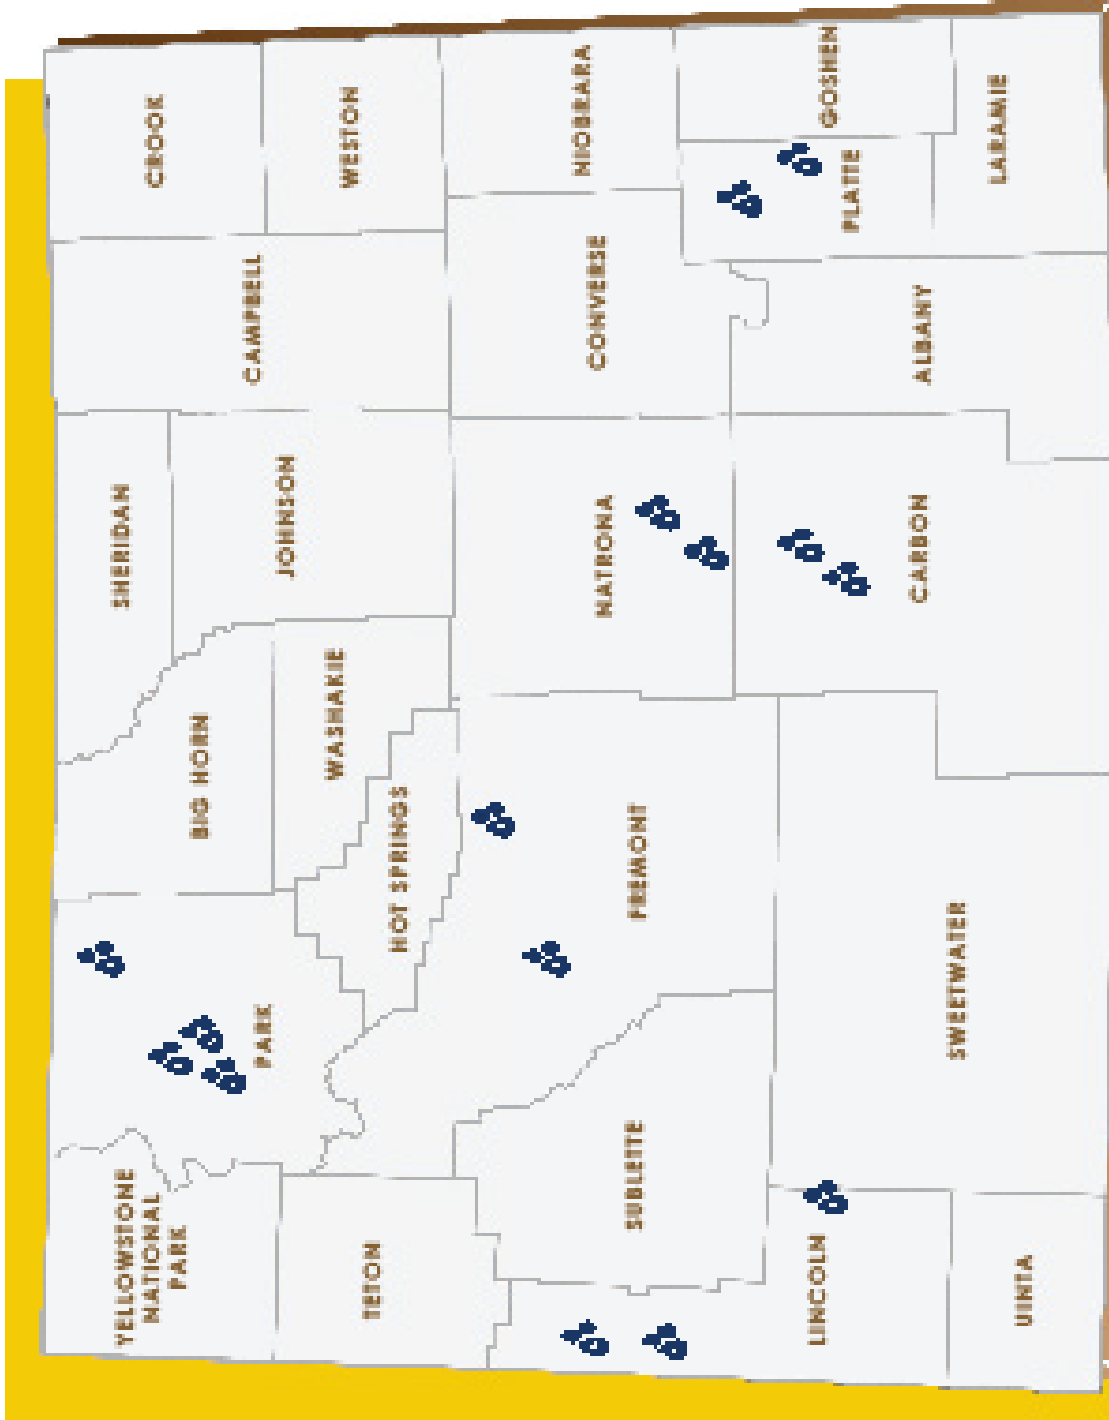 YELLOWSTONE
NATIONAL
PARK
PARK
BIG HORN
SHERIDAN
CROOK
CAMPBELL
JOHNSON
WASHAKIE
WESTON
TETON
HOT SPRINGS
FREMONT
NATRONA
CONVERSE
NIOBRARA
SUBLETTE
LINCOLN
PLATTE
GOSHEN
SWEETWATER
CARBON
ALBANY
LARAMIE
UINTA